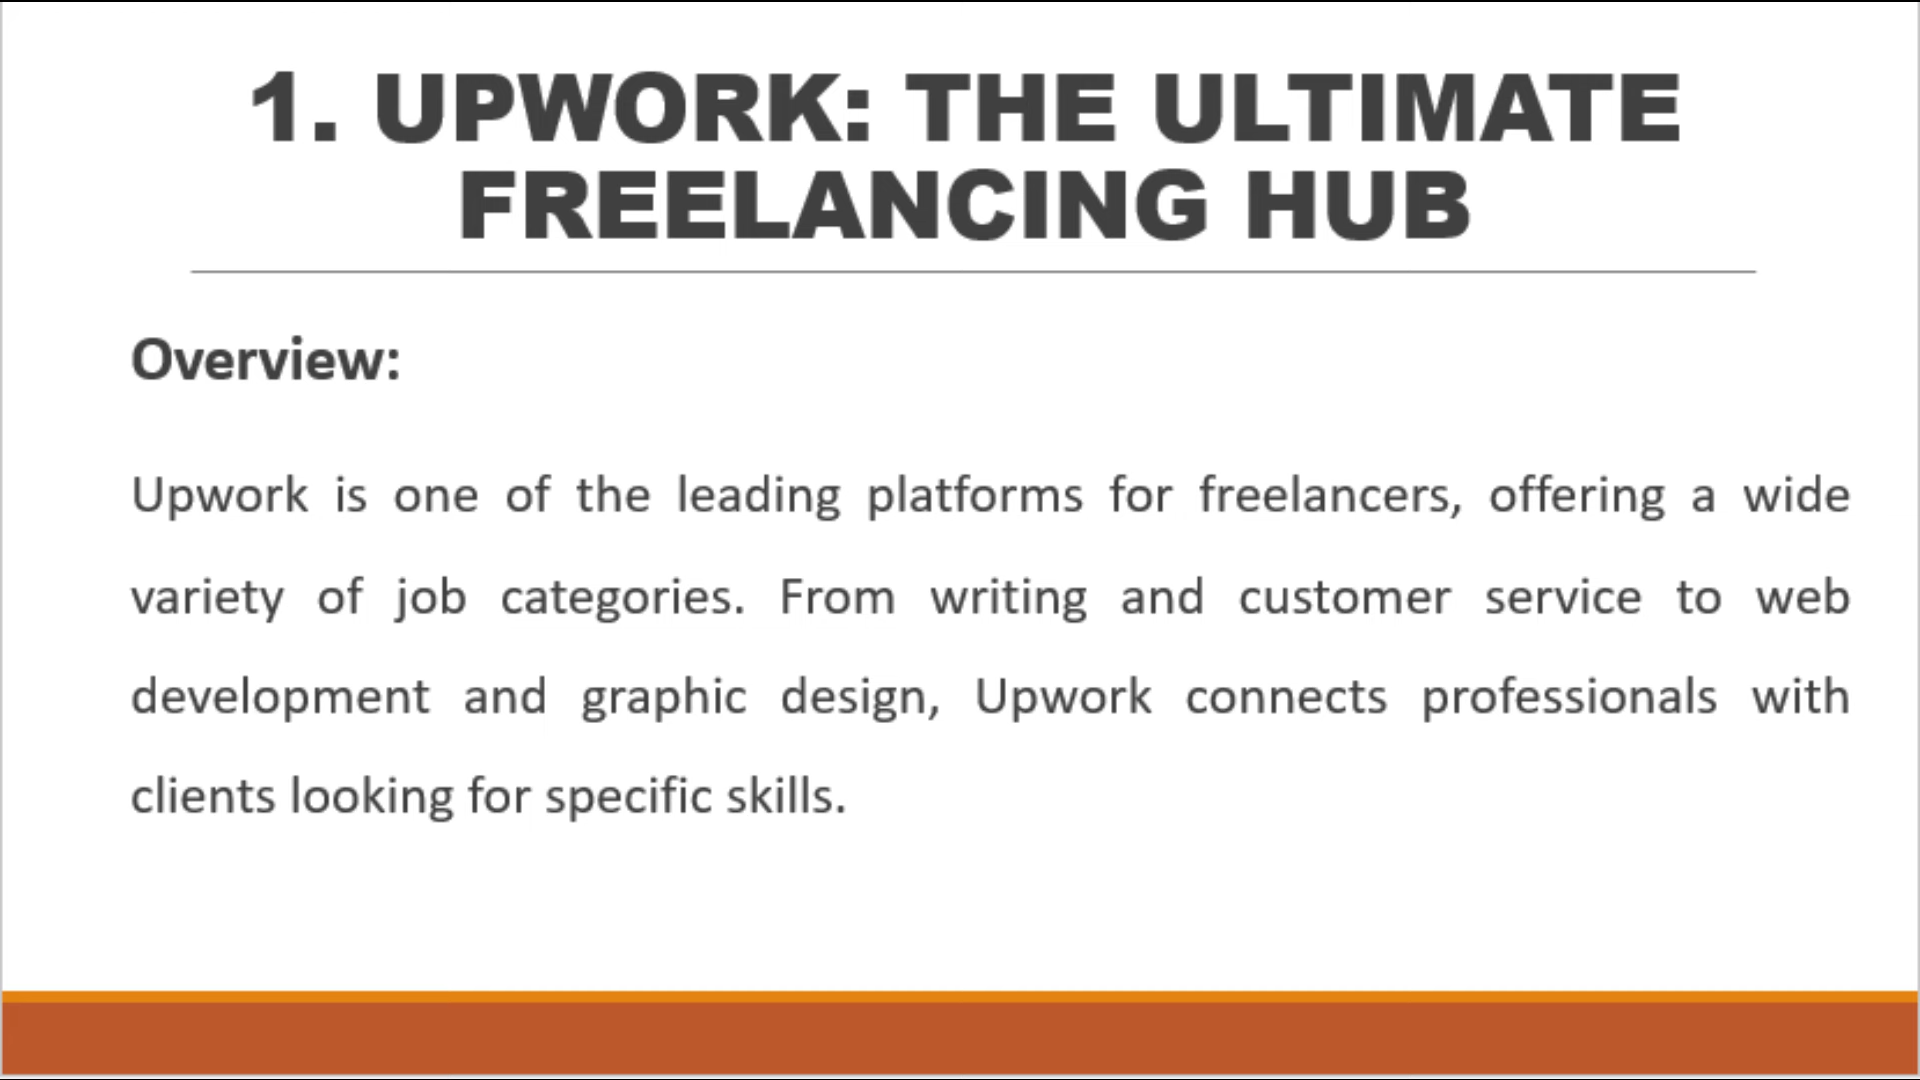 1. UPWORK: THE ULTIMATE
FREELANCING HUB
Overview:
Upwork is one of the leading platforms for freelancers, offering a wide
variety of job categories. From writing and customer service to web
development and graphic design, Upwork connects professionals with
clients looking for specific skills.